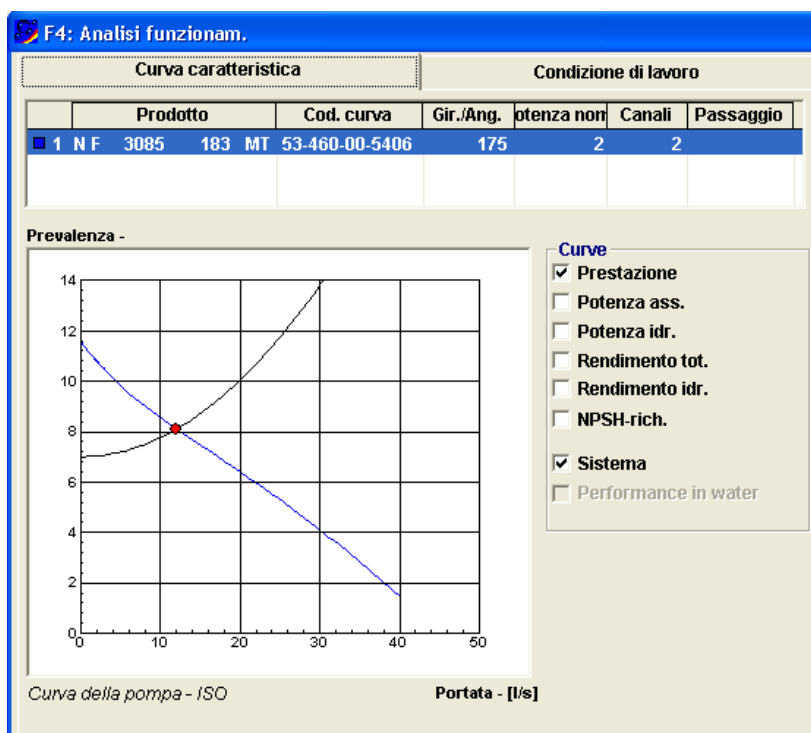 F4: Analisi funzionam.
Curva caratteristica
Condizione di lavoro
Prodotto Cod. curva Gir./Ang. otenza nom Canali Passaggio
1 N F 3085 183 MT 53-460-00-5406 175 2 2
Prevalenza -
14
12
10
8
6
4
2
0
0 10 20 30 40 50
Curva della pompa - ISO
Portata - [l/s]
Curve
Prestazione
Potenza ass.
Potenza idr.
Rendimento tot.
Rendimento idr.
NPSH-rich.
Sistema
Performance in water